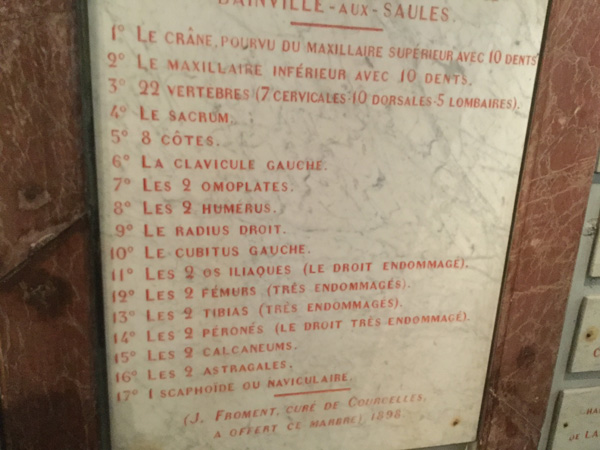 BAINVILLE-AUX-SAULES.
1° LE CRÂNE, POURVU DU MAXILLAIRE SUPÉRIEUR AVEC 10 DENTS
2° LE MAXILLAIRE INFÉRIEUR AVEC 10 DENTS.
3° 22 VERTÈBRES (7 CERVICALES-10 DORSALES-5 LOMBAIRES).
4° LE SACRUM.
5° 8 CÔTES.
6° LA CLAVICULE GAUCHE.
7° LES 2 OMOPLATES.
8° LES 2 HUMÉRUS.
9° LE RADIUS DROIT.
10° LE CUBITUS GAUCHE.
11° LES 2 OS ILIAQUES (LE DROIT ENDOMMAGÉ).
12° LES 2 FÉMURS (TRÈS ENDOMMAGÉS).
13° LES 2 TIBIAS (TRÈS ENDOMMAGÉS).
14° LES 2 PÉRONÉS (LE DROIT TRÈS ENDOMMAGÉ).
15° LES 2 CALCANEUMS.
16° LES 2 ASTRAGALES.
17° 1 SCAPHOÏDE OU NAVICULAIRE.
(J. FROMENT, CURÉ DE COURCELLES,
A OFFERT CE MARBRE) 1898.
DE LA